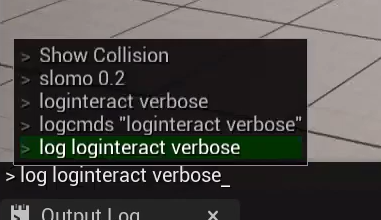 > Show Collision
> slomo 0.2
> loginteract verbose
> logcmds "loginteract verbose"
> log loginteract verbose
> log loginteract verbose_
Output Log ×